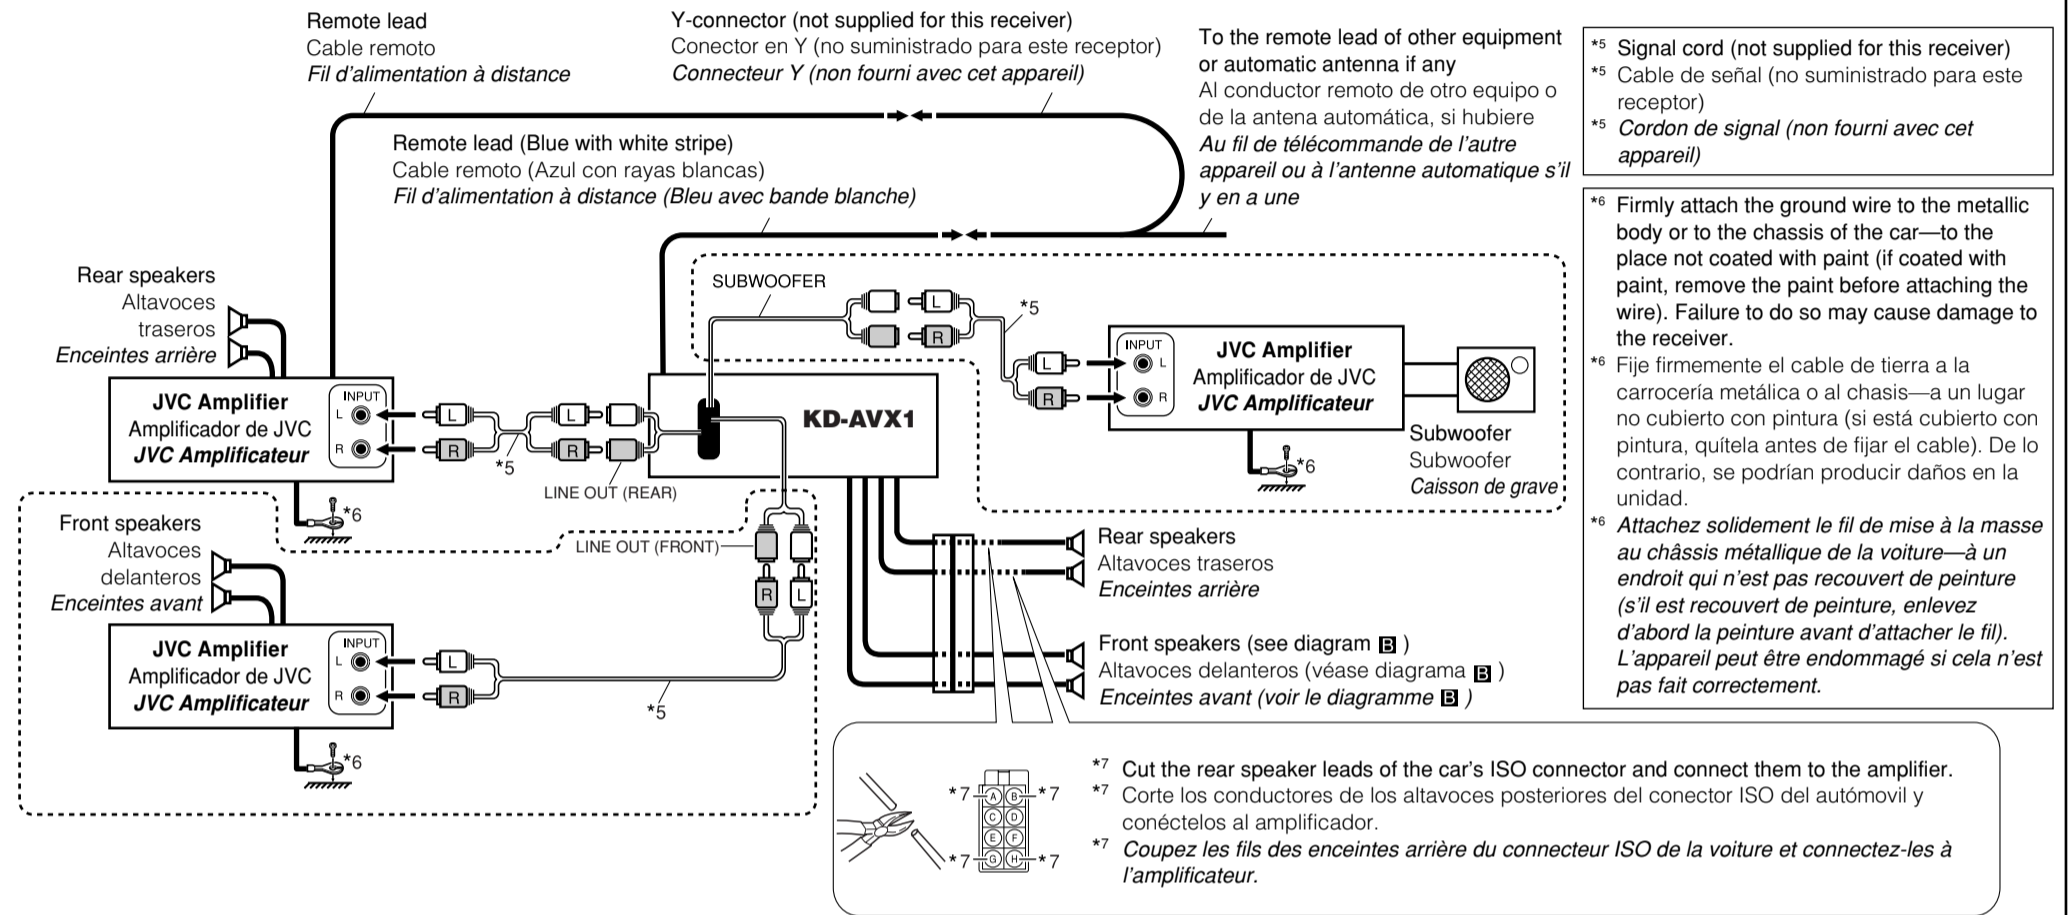 Remote lead
Cable remoto
Fil d'alimentation à distance
Y-connector (not supplied for this receiver)
Conector en Y (no suministrado para este receptor)
Connecteur Y (non fourni avec cet appareil)
To the remote lead of other equipment
or automatic antenna if any
Al conductor remoto de otro equipo o
de la antena automática, si hubiere
Au fil de télécommande de l'autre
appareil ou à l'antenne automatique s'il
y en a une
Remote lead (Blue with white stripe)
Cable remoto (Azul con rayas blancas)
Fil d'alimentation à distance (Bleu avec bande blanche)
*5 Signal cord (not supplied for this receiver)
*5 Cable de señal (no suministrado para este
receptor)
*5 Cordon de signal (non fourni avec cet
appareil)
*6 Firmly attach the ground wire to the metallic
body or to the chassis of the car—to the
place not coated with paint (if coated with
paint, remove the paint before attaching the
wire). Failure to do so may cause damage to
the receiver.
*6 Fije firmemente el cable de tierra a la
carrocería metálica o al chasis—a un lugar
no cubierto con pintura (si está cubierto con
pintura, quítela antes de fijar el cable). De lo
contrario, se podrían producir daños en la
unidad.
*6 Attachez solidement le fil de mise à la masse
au châssis métallique de la voiture—à un
endroit qui n'est pas recouvert de peinture
(s'il est recouvert de peinture, enlevez
d'abord la peinture avant d'attacher le fil).
L'appareil peut être endommagé si cela n'est
pas fait correctement.
Rear speakers
Altavoces
traseros
Enceintes arrière
JVC Amplifier
Amplificador de JVC
JVC Amplificateur
INPUT
L
R
L
R
*5
L
R
LINE OUT (REAR)
*6
KD-AVX1
SUBWOOFER
L
R
*5
L
R
INPUT
L
R
JVC Amplifier
Amplificador de JVC
JVC Amplificateur
*6
Subwoofer
Subwoofer
Caisson de grave
Front speakers
Altavoces
delanteros
Enceintes avant
JVC Amplifier
Amplificador de JVC
JVC Amplificateur
INPUT
L
R
L
R
*5
*6
LINE OUT (FRONT)
R
L
Rear speakers
Altavoces traseros
Enceintes arrière
Front speakers (see diagram B )
Altavoces delanteros (véase diagrama B )
Enceintes avant (voir le diagramme B )
*7 A B *7
C D
E F
*7 G H *7
*7 Cut the rear speaker leads of the car's ISO connector and connect them to the amplifier.
*7 Corte los conductores de los altavoces posteriores del conector ISO del autómovil y
conéctelos al amplificador.
*7 Coupez les fils des enceintes arrière du connecteur ISO de la voiture et connectez-les à
l'amplificateur.